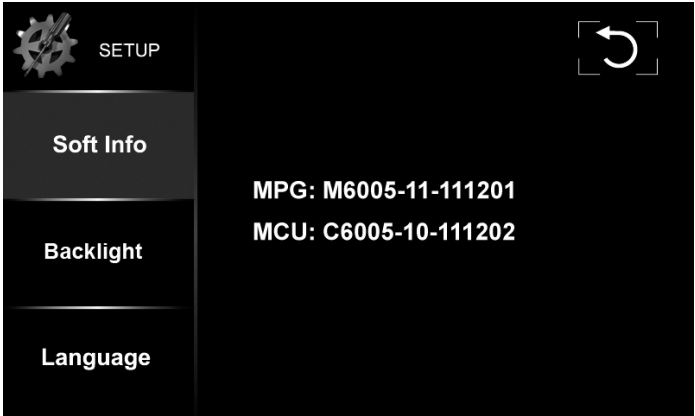 SETUP
Soft Info
MPG: M6005-11-111201
MCU: C6005-10-111202
Backlight
Language